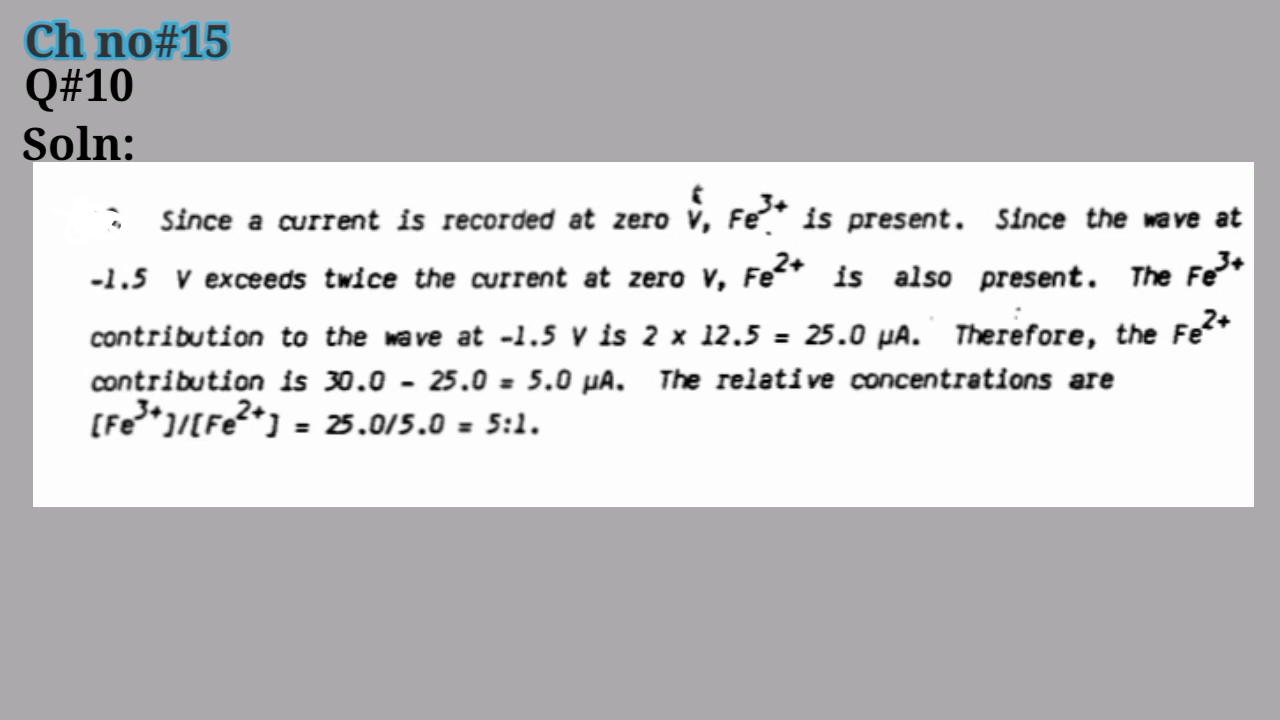 Ch no#15
Q#10
Soln:
Since a current is recorded at zero V, Fe³⁺ is present. Since the wave at
-1.5 V exceeds twice the current at zero V, Fe²⁺ is also present. The Fe³⁺
contribution to the wave at -1.5 V is 2 x 12.5 = 25.0 µA. Therefore, the Fe²⁺
contribution is 30.0 - 25.0 = 5.0 µA. The relative concentrations are
[Fe³⁺]/[Fe²⁺] = 25.0/5.0 = 5:1.